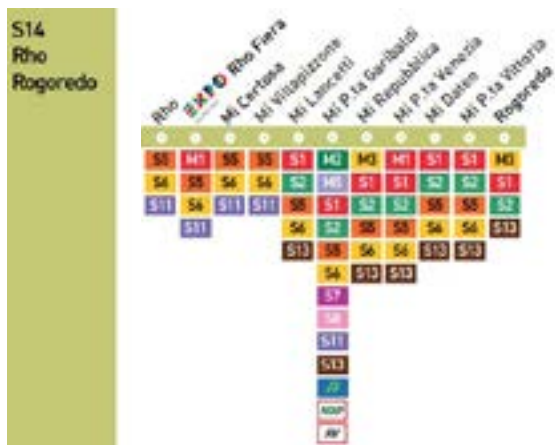 S14
Rho
Rogoredo
Rho
EXPO Rho Fiera
Mi Certosa
Mi Villapizzone
Mi Lancetti
Mi P.ta Garibaldi
Mi Repubblica
Mi P.ta Venezia
Mi Dateo
Mi P.ta Vittoria
Rogoredo
S5 M1 S5 S5 S1 M2 M3 M1 S1 S1 M3
S6 S5 S6 S6 S2 M5 S1 S1 S2 S2 S1
S11 S6 S11 S11 S5 S1 S2 S2 S5 S5 S2
S11 S6 S2 S5 S5 S6 S6 S13
S13 S5 S6 S6 S13 S13
S6 S13 S13
S7
S8
S11
S13